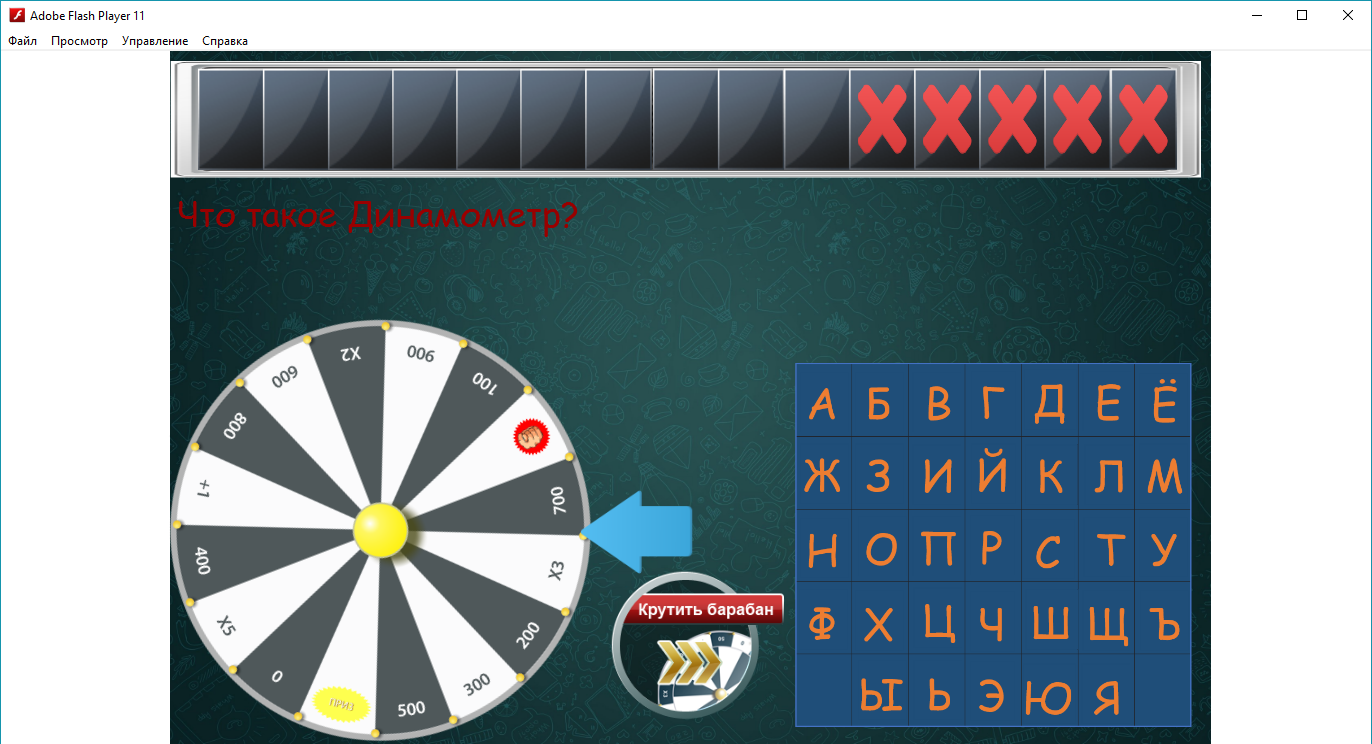 Adobe Flash Player 11
Файл Просмотр Управление Справка
Что такое Динамометр?
X2
900
600
100
800
700
+1
400
X3
X5
200
0
300
ПРИЗ
500
Крутить барабан
А Б В Г Д Е Ё
Ж З И Й К Л М
Н О П Р С Т У
Ф Х Ц Ч Ш Щ Ъ
Ы Ь Э Ю Я